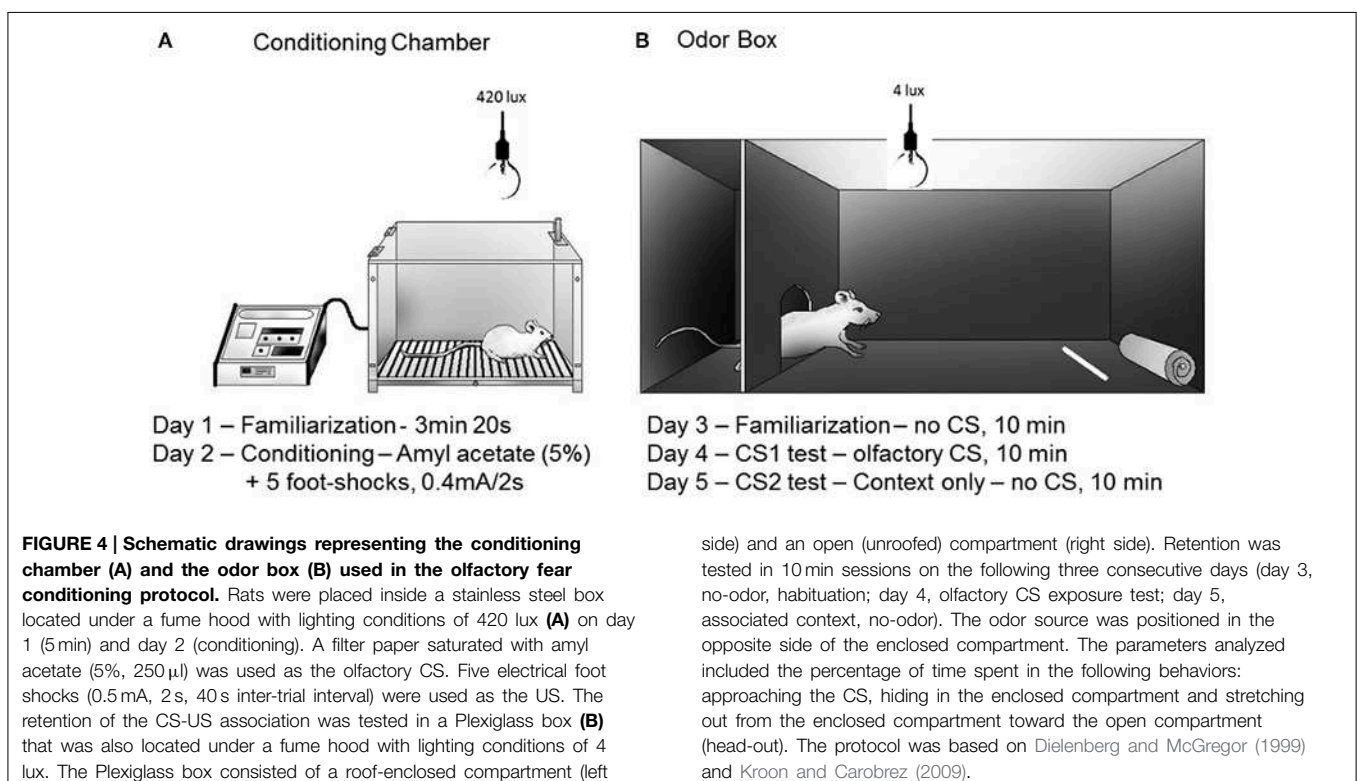 A Conditioning Chamber
B Odor Box
420 lux
4 lux
Day 1 – Familiarization - 3min 20s
Day 2 – Conditioning – Amyl acetate (5%)
+ 5 foot-shocks, 0.4mA/2s
Day 3 – Familiarization – no CS, 10 min
Day 4 – CS1 test – olfactory CS, 10 min
Day 5 – CS2 test – Context only – no CS, 10 min
FIGURE 4 | Schematic drawings representing the conditioning
chamber (A) and the odor box (B) used in the olfactory fear
conditioning protocol. Rats were placed inside a stainless steel box
located under a fume hood with lighting conditions of 420 lux (A) on day
1 (5 min) and day 2 (conditioning). A filter paper saturated with amyl
acetate (5%, 250 µl) was used as the olfactory CS. Five electrical foot
shocks (0.5 mA, 2 s, 40 s inter-trial interval) were used as the US. The
retention of the CS-US association was tested in a Plexiglass box (B)
that was also located under a fume hood with lighting conditions of 4
lux. The Plexiglass box consisted of a roof-enclosed compartment (left
side) and an open (unroofed) compartment (right side). Retention was
tested in 10 min sessions on the following three consecutive days (day 3,
no-odor, habituation; day 4, olfactory CS exposure test; day 5,
associated context, no-odor). The odor source was positioned in the
opposite side of the enclosed compartment. The parameters analyzed
included the percentage of time spent in the following behaviors:
approaching the CS, hiding in the enclosed compartment and stretching
out from the enclosed compartment toward the open compartment
(head-out). The protocol was based on Dielenberg and McGregor (1999)
and Kroon and Carobrez (2009).